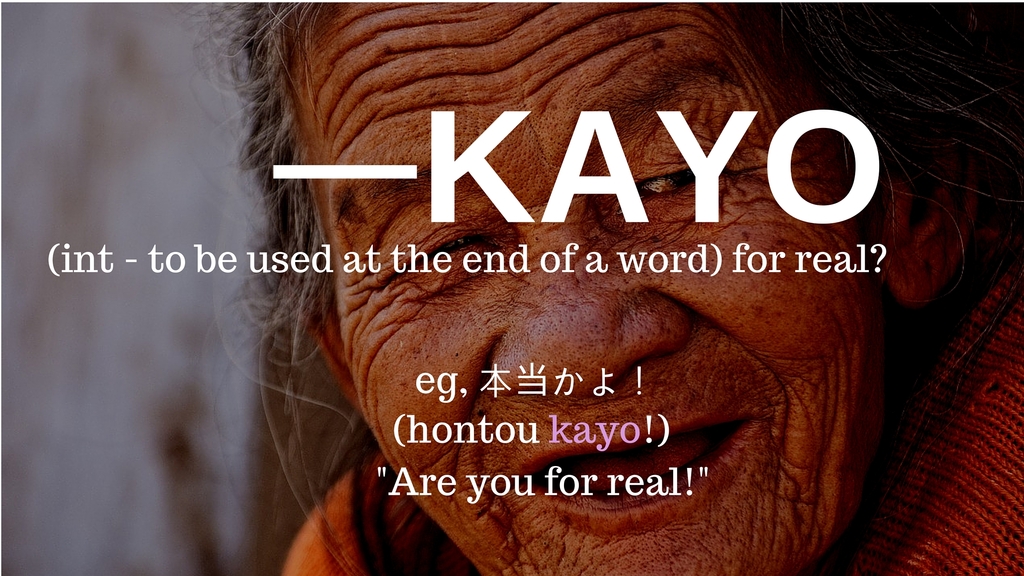 —KAYO
(int - to be used at the end of a word) for real?
eg, 本当かよ！
(hontou kayo!)
"Are you for real!"